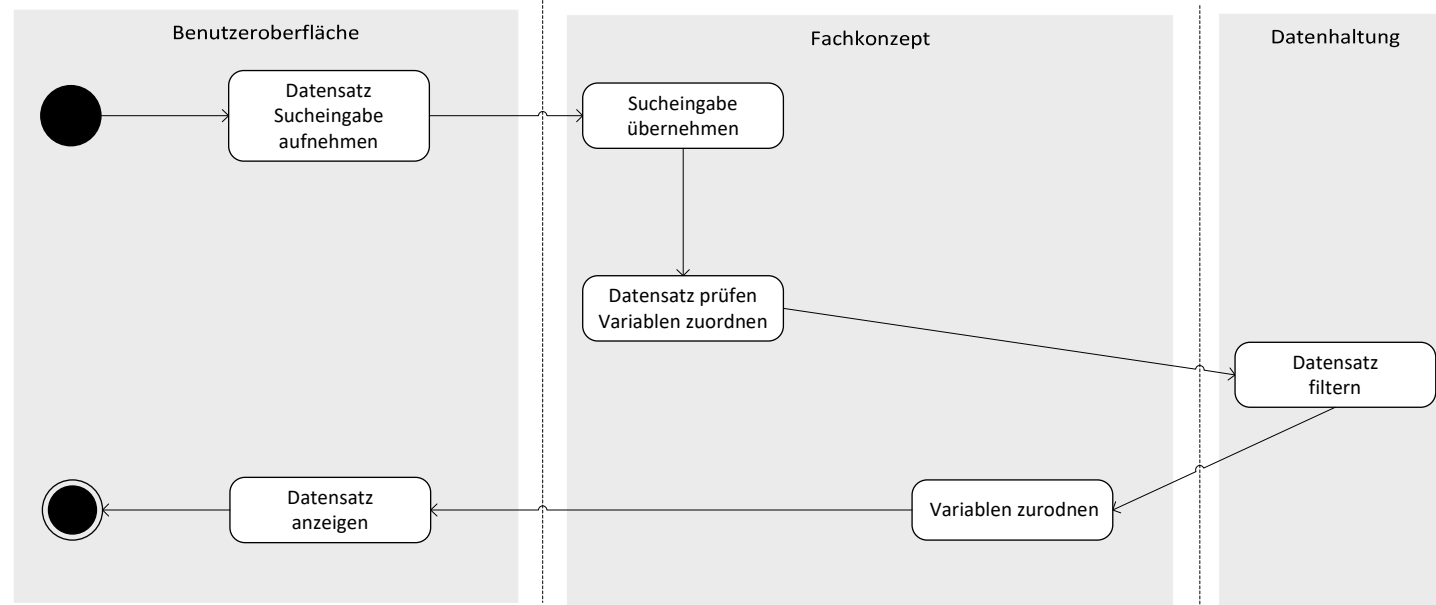 Benutzeroberfläche
Fachkonzept
Datenhaltung
Datensatz
Sucheingabe
aufnehmen
Sucheingabe
übernehmen
Datensatz prüfen
Variablen zuordnen
Datensatz
filtern
Variablen zurodnen
Datensatz
anzeigen